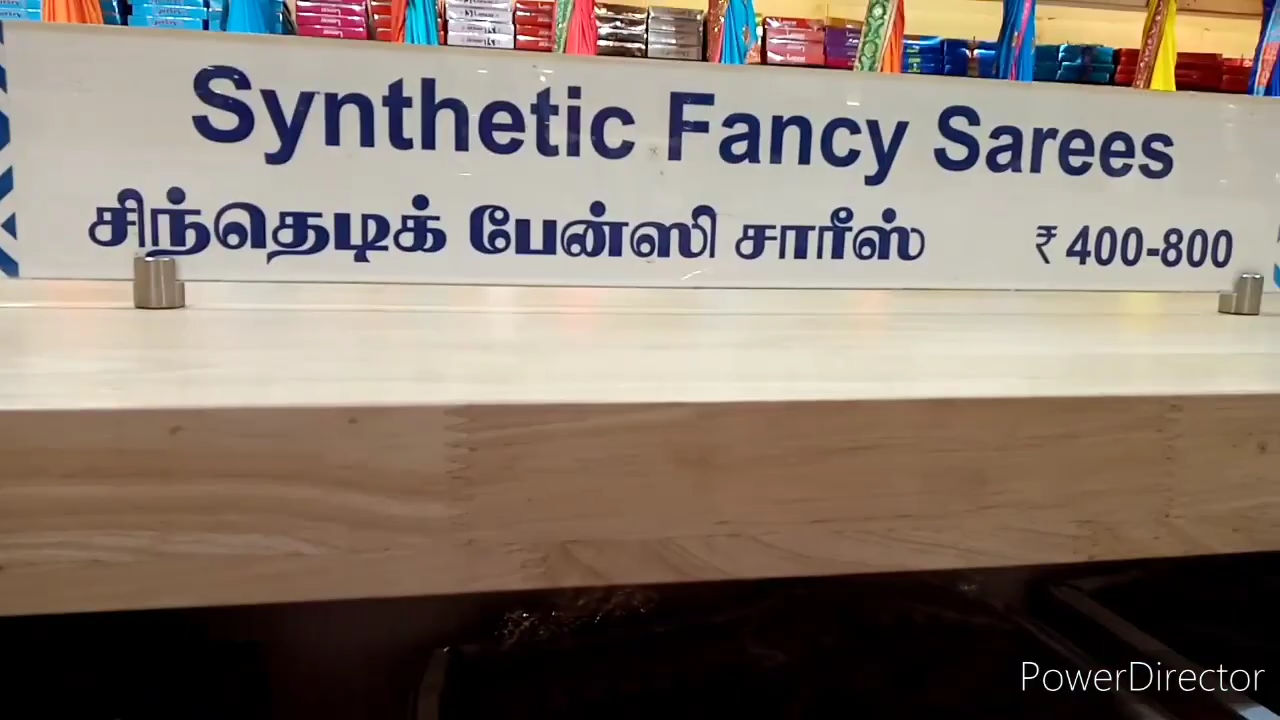 Synthetic Fancy Sarees
சிந்தெடிக் பேன்ஸி சாரீஸ் ₹ 400-800
PowerDirector